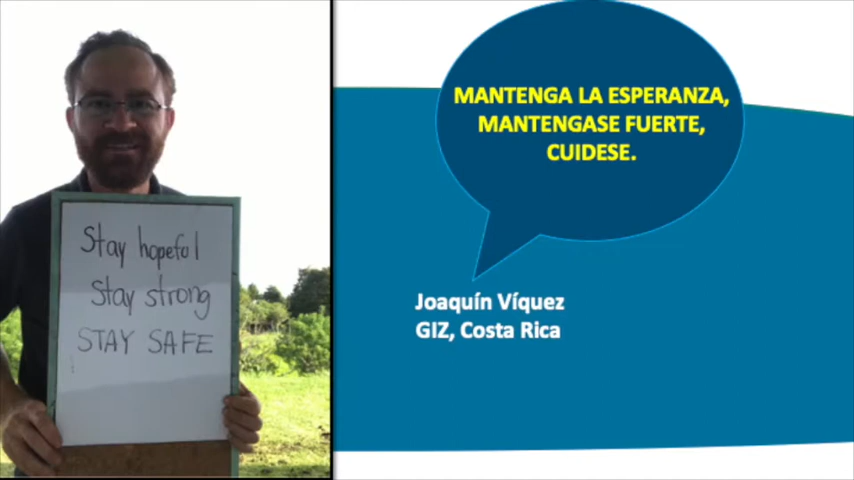 Stay hopeful
Stay strong
STAY SAFE
MANTENGA LA ESPERANZA,
MANTENGASE FUERTE,
CUIDESE.
Joaquín Víquez
GIZ, Costa Rica